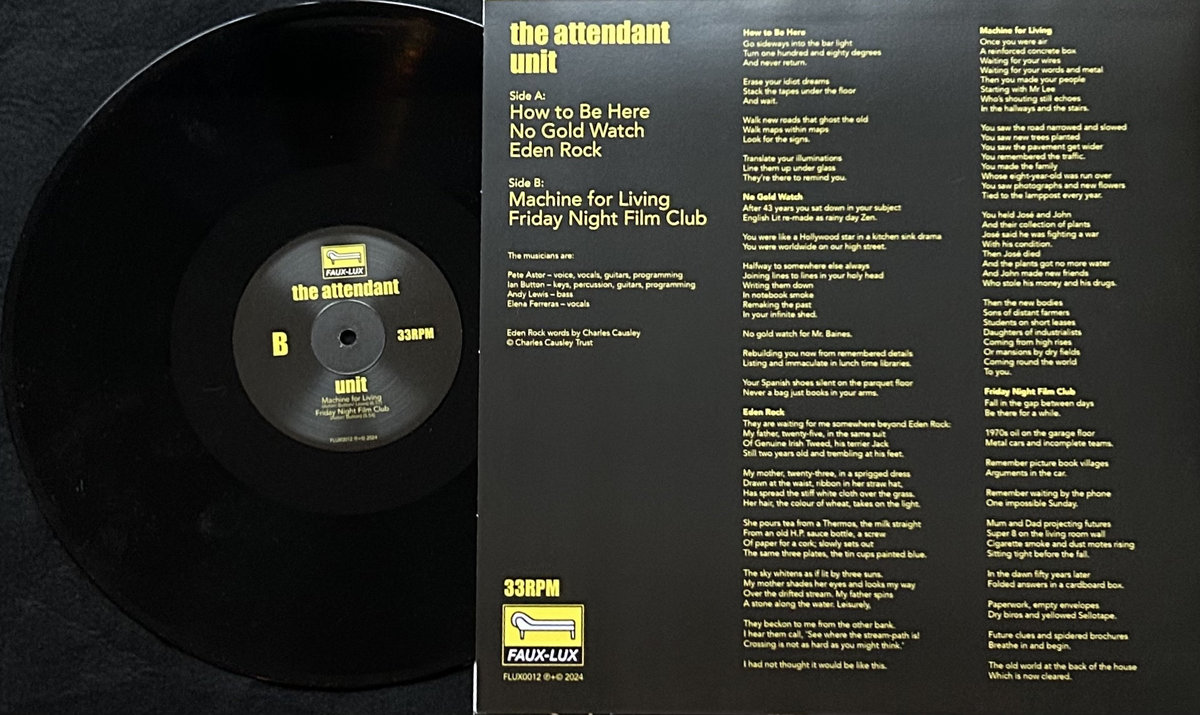 FAUX-LUX
the attendant
B
33RPM
unit
Machine for Living
Friday Night Film Club
FLUX0012 ℗+© 2024
the attendant
unit
Side A:
How to Be Here
No Gold Watch
Eden Rock
Side B:
Machine for Living
Friday Night Film Club
The musicians are:
Pete Astor – voice, vocals, guitars, programming
Ian Button – keys, percussion, guitars, programming
Andy Lewis – bass
Elena Ferreras – vocals
Eden Rock words by Charles Causley
© Charles Causley Trust
33RPM
FAUX-LUX
FLUX0012 ℗+© 2024
How to Be Here
Go sideways into the bar light
Turn one hundred and eighty degrees
And never return.
Erase your idiot dreams
Stack the tapes under the floor
And wait.
Walk new roads that ghost the old
Walk maps within maps
Look for the signs.
Translate your illuminations
Line them up under glass
They're there to remind you.
No Gold Watch
After 43 years you sat down in your subject
English Lit re-made as rainy day Zen.
You were like a Hollywood star in a kitchen sink drama
You were worldwide on our high street.
Halfway to somewhere else always
Joining lines to lines in your holy head
Writing them down
In notebook smoke
Remaking the past
In your infinite shed.
No gold watch for Mr. Baines.
Rebuilding you now from remembered details
Listing and immaculate in lunch time libraries.
Your Spanish shoes silent on the parquet floor
Never a bag just books in your arms.
Eden Rock
They are waiting for me somewhere beyond Eden Rock:
My father, twenty-five, in the same suit
Of Genuine Irish Tweed, his terrier Jack
Still two years old and trembling at his feet.
My mother, twenty-three, in a sprigged dress
Drawn at the waist, ribbon in her straw hat,
Has spread the stiff white cloth over the grass.
Her hair, the colour of wheat, takes on the light.
She pours tea from a Thermos, the milk straight
From an old H.P. sauce bottle, a screw
Of paper for a cork; slowly sets out
The same three plates, the tin cups painted blue.
The sky whitens as if lit by three suns.
My mother shades her eyes and looks my way
Over the drifted stream. My father spins
A stone along the water. Leisurely,
They beckon to me from the other bank.
I hear them call, 'See where the stream-path is!
Crossing is not as hard as you might think.'
I had not thought it would be like this.
Machine for Living
Once you were air
A reinforced concrete box
Waiting for your wires
Waiting for your words and metal
Then you made your people
Starting with Mr Lee
Who's shouting still echoes
In the hallways and the stairs.
You saw the road narrowed and slowed
You saw new trees planted
You saw the pavement get wider
You remembered the traffic.
You made the family
Whose eight-year-old was run over
You saw photographs and new flowers
Tied to the lamppost every year.
You held José and John
And their collection of plants
José said he was fighting a war
With his condition.
Then José died
And the plants got no more water
And John made new friends
Who stole his money and his drugs.
Then the new bodies
Sons of distant farmers
Students on short leases
Daughters of industrialists
Coming from high rises
Or mansions by dry fields
Coming round the world
To you.
Friday Night Film Club
Fall in the gap between days
Be there for a while.
1970s oil on the garage floor
Metal cars and incomplete teams.
Remember picture book villages
Arguments in the car.
Remember waiting by the phone
One impossible Sunday.
Mum and Dad projecting futures
Super 8 on the living room wall
Cigarette smoke and dust motes rising
Sitting tight before the fall.
In the dawn fifty years later
Folded answers in a cardboard box.
Paperwork, empty envelopes
Dry biros and yellowed Sellotape.
Future clues and spidered brochures
Breathe in and begin.
The old world at the back of the house
Which is now cleared.